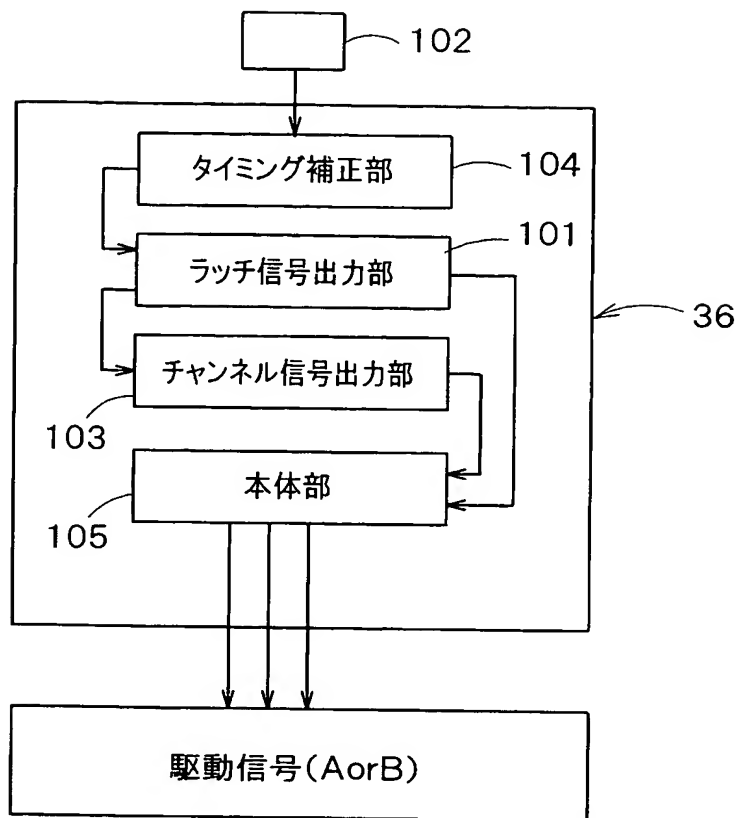 102
タイミング補正部
104
101
ラッチ信号出力部
36
チャンネル信号出力部
103
本体部
105
駆動信号(AorB)